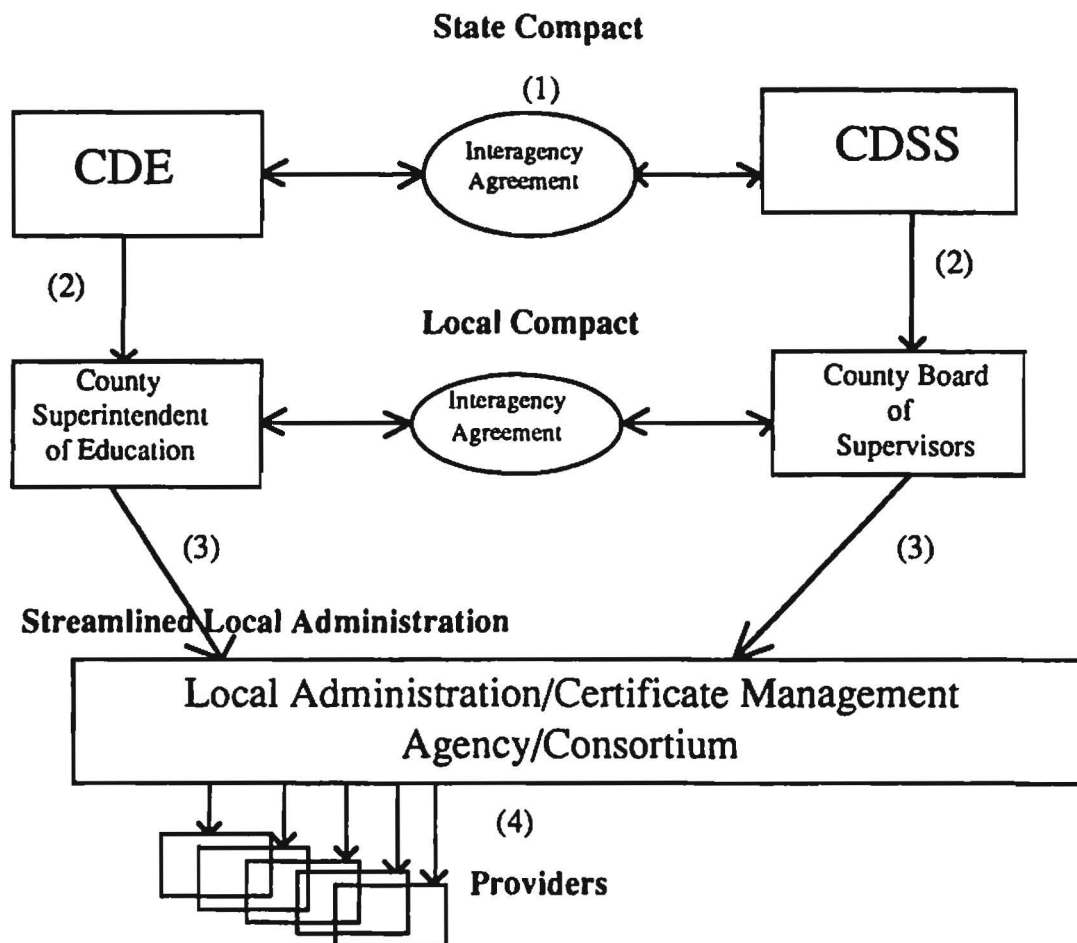 State Compact
(1)
CDE
Interagency
Agreement
CDSS
(2)
(2)
Local Compact
County
Superintendent
of Education
Interagency
Agreement
County Board
of
Supervisors
(3)
(3)
Streamlined Local Administration
Local Administration/Certificate Management
Agency/Consortium
(4)
Providers